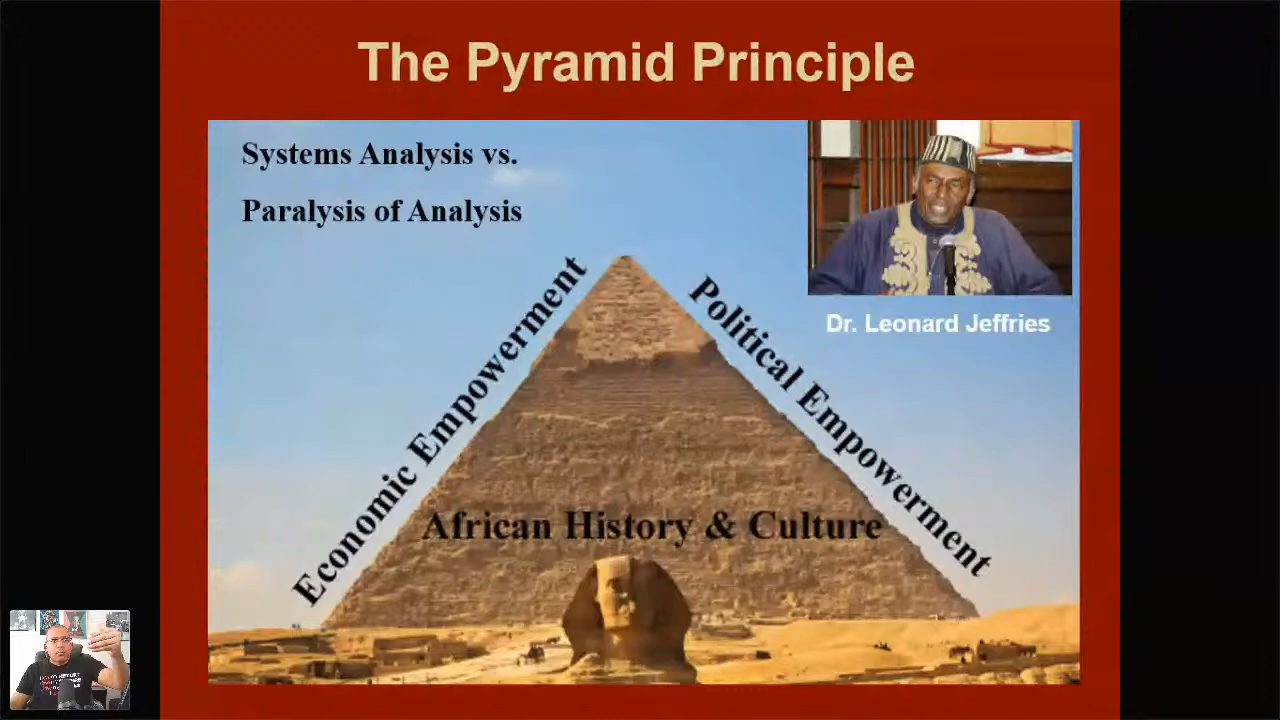 The Pyramid Principle
Systems Analysis vs.
Paralysis of Analysis
Economic Empowerment
Political Empowerment
Dr. Leonard Jeffries
African History & Culture